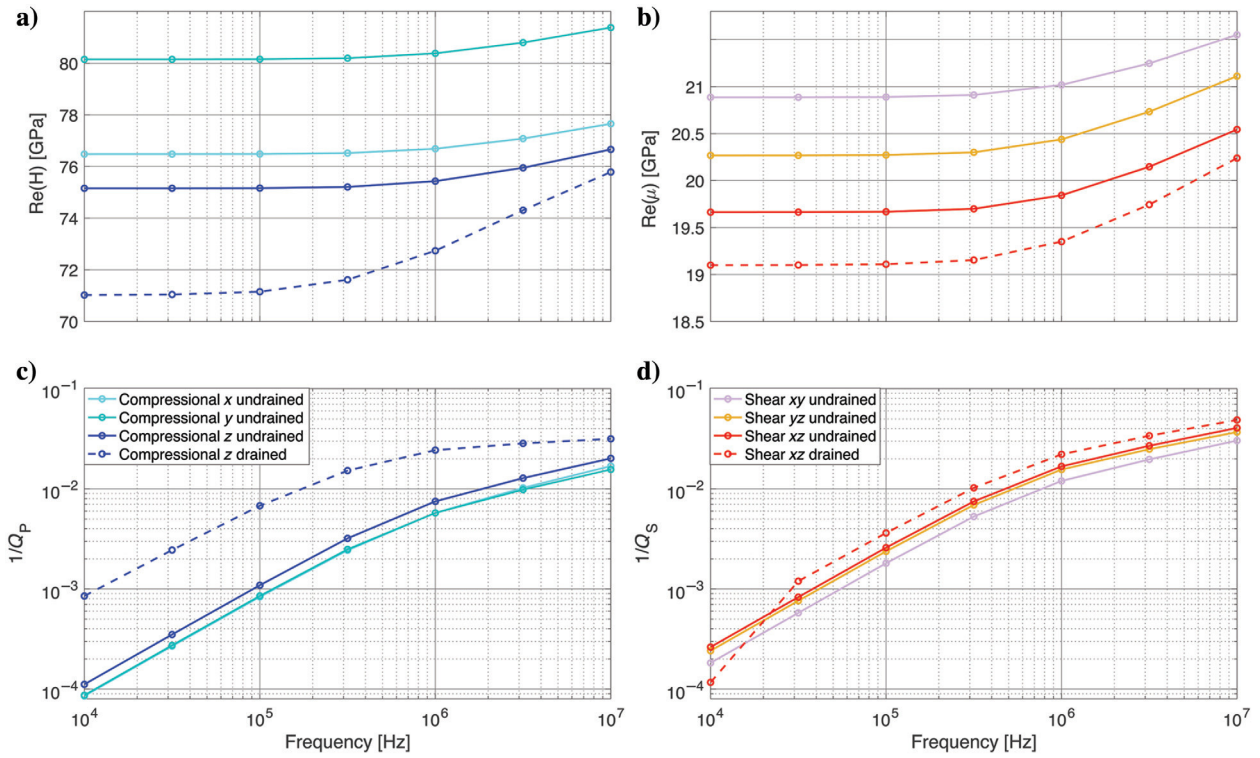 a)
80
78
76
74
72
70
Re(H) [GPa]
b)
21
20.5
20
19.5
19
18.5
Re(μ) [GPa]
c)
10⁻¹
10⁻²
10⁻³
10⁻⁴
1/Qₚ
Compressional x undrained
Compressional y undrained
Compressional z undrained
Compressional z drained
10⁴
10⁵
10⁶
10⁷
Frequency [Hz]
d)
10⁻¹
10⁻²
10⁻³
10⁻⁴
1/Qs
Shear xy undrained
Shear yz undrained
Shear xz undrained
Shear xz drained
10⁴
10⁵
10⁶
10⁷
Frequency [Hz]